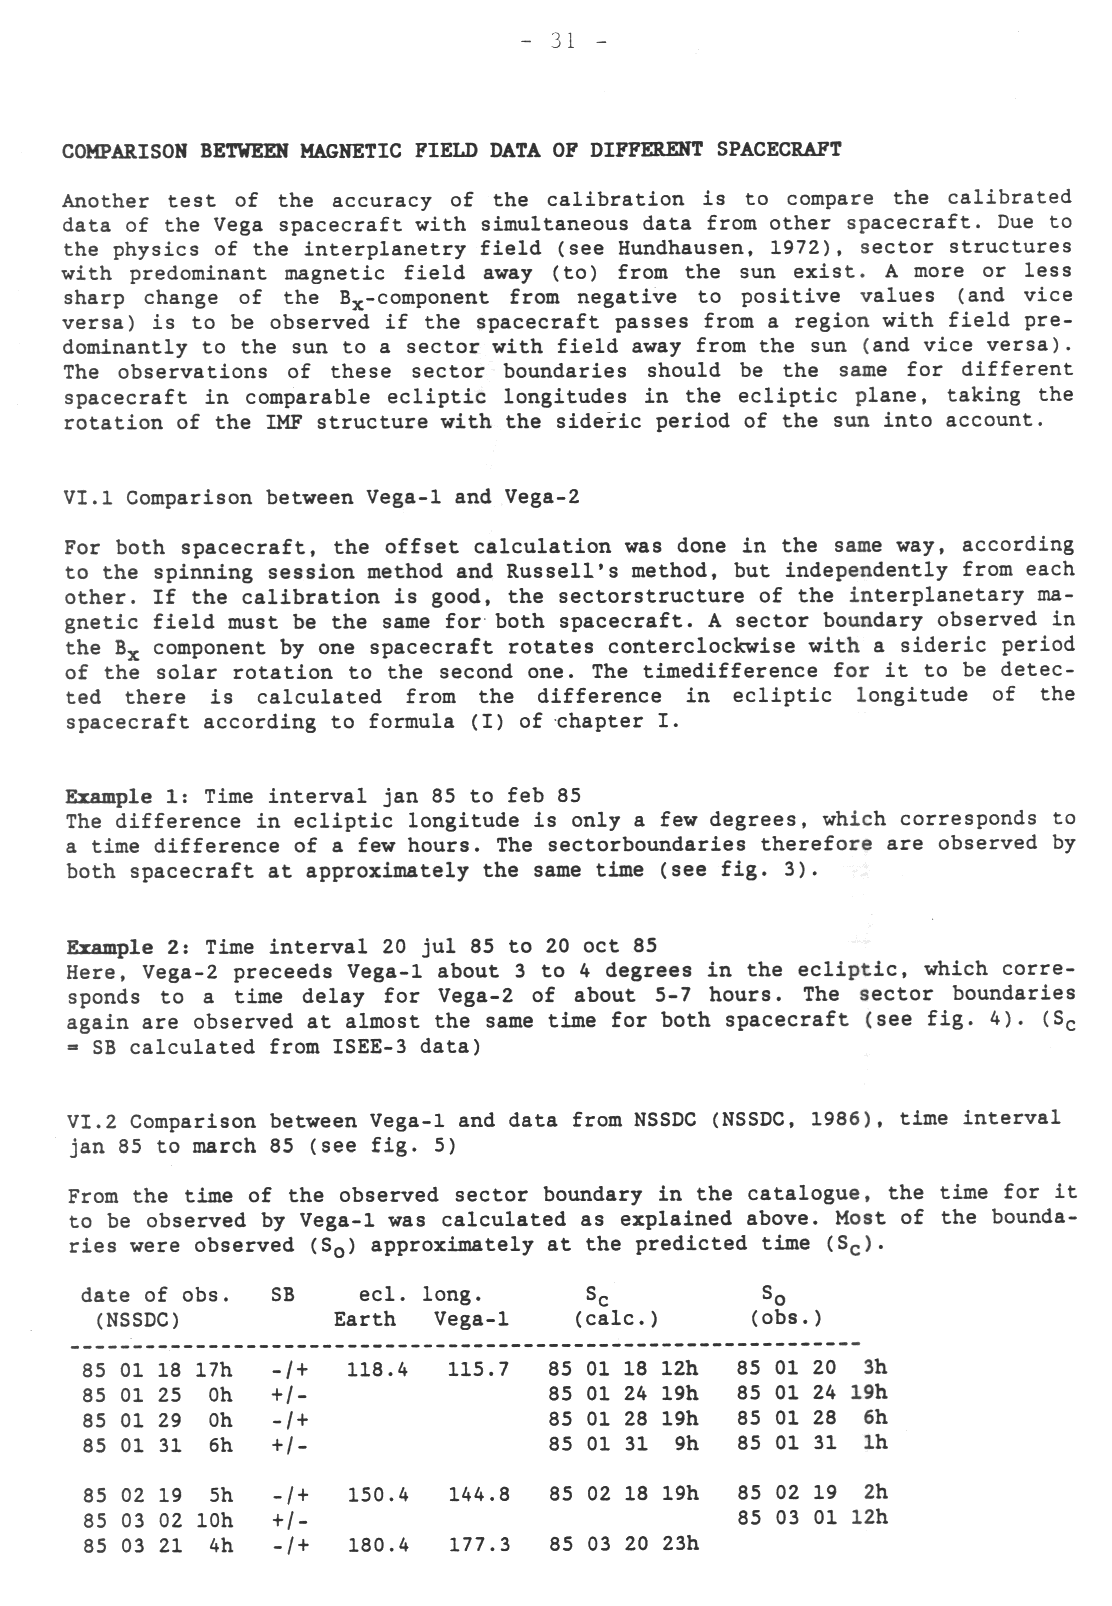 - 31 -
COMPARISON BETWEEN MAGNETIC FIELD DATA OF DIFFERENT SPACECRAFT
Another test of the accuracy of the calibration is to compare the calibrated
data of the Vega spacecraft with simultaneous data from other spacecraft. Due to
the physics of the interplanetry field (see Hundhausen, 1972), sector structures
with predominant magnetic field away (to) from the sun exist. A more or less
sharp change of the Bx-component from negative to positive values (and vice
versa) is to be observed if the spacecraft passes from a region with field pre-
dominantly to the sun to a sector with field away from the sun (and vice versa).
The observations of these sector boundaries should be the same for different
spacecraft in comparable ecliptic longitudes in the ecliptic plane, taking the
rotation of the IMF structure with the sideric period of the sun into account.
VI.1 Comparison between Vega-1 and Vega-2
For both spacecraft, the offset calculation was done in the same way, according
to the spinning session method and Russell's method, but independently from each
other. If the calibration is good, the sectorstructure of the interplanetary ma-
gnetic field must be the same for both spacecraft. A sector boundary observed in
the Bx component by one spacecraft rotates conterclockwise with a sideric period
of the solar rotation to the second one. The timedifference for it to be detec-
ted there is calculated from the difference in ecliptic longitude of the
spacecraft according to formula (I) of chapter I.
Example 1: Time interval jan 85 to feb 85
The difference in ecliptic longitude is only a few degrees, which corresponds to
a time difference of a few hours. The sectorboundaries therefore are observed by
both spacecraft at approximately the same time (see fig. 3).
Example 2: Time interval 20 jul 85 to 20 oct 85
Here, Vega-2 preceeds Vega-1 about 3 to 4 degrees in the ecliptic, which corre-
sponds to a time delay for Vega-2 of about 5-7 hours. The sector boundaries
again are observed at almost the same time for both spacecraft (see fig. 4). (Sc
= SB calculated from ISEE-3 data)
VI.2 Comparison between Vega-1 and data from NSSDC (NSSDC, 1986), time interval
jan 85 to march 85 (see fig. 5)
From the time of the observed sector boundary in the catalogue, the time for it
to be observed by Vega-1 was calculated as explained above. Most of the bounda-
ries were observed (So) approximately at the predicted time (Sc).
date of obs. SB ecl. long. Sc So
(NSSDC) Earth Vega-1 (calc.) (obs.)
---------------------------------------------------------------
85 01 18 17h -/+ 118.4 115.7 85 01 18 12h 85 01 20 3h
85 01 25 0h +/- 85 01 24 19h 85 01 24 19h
85 01 29 0h -/+ 85 01 28 19h 85 01 28 6h
85 01 31 6h +/- 85 01 31 9h 85 01 31 1h
85 02 19 5h -/+ 150.4 144.8 85 02 18 19h 85 02 19 2h
85 03 02 10h +/- 85 03 01 12h
85 03 21 4h -/+ 180.4 177.3 85 03 20 23h